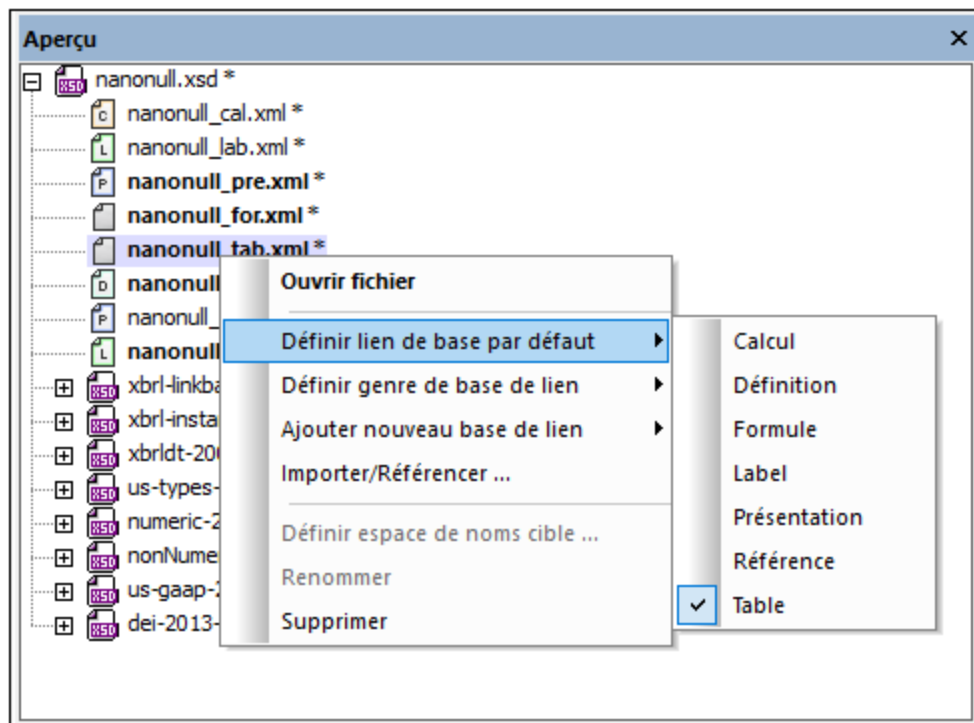 Aperçu
nanonull.xsd *
nanonull_cal.xml *
nanonull_lab.xml *
nanonull_pre.xml *
nanonull_for.xml *
nanonull_tab.xml *
nanonull
nanonull_
nanonull
xbrl-linkba
xbrl-insta
xbrldt-200
us-types-
numeric-2
nonNume
us-gaap-2
dei-2013-
Ouvrir fichier
Définir lien de base par défaut
Définir genre de base de lien
Ajouter nouveau base de lien
Importer/Référencer ...
Définir espace de noms cible ...
Renommer
Supprimer
Calcul
Définition
Formule
Label
Présentation
Référence
Table